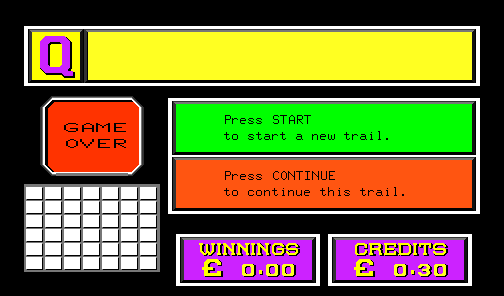 Q
GAME
OVER
Press START
to start a new trail.
Press CONTINUE
to continue this trail.
WINNINGS
£ 0.00
CREDITS
£ 0.30